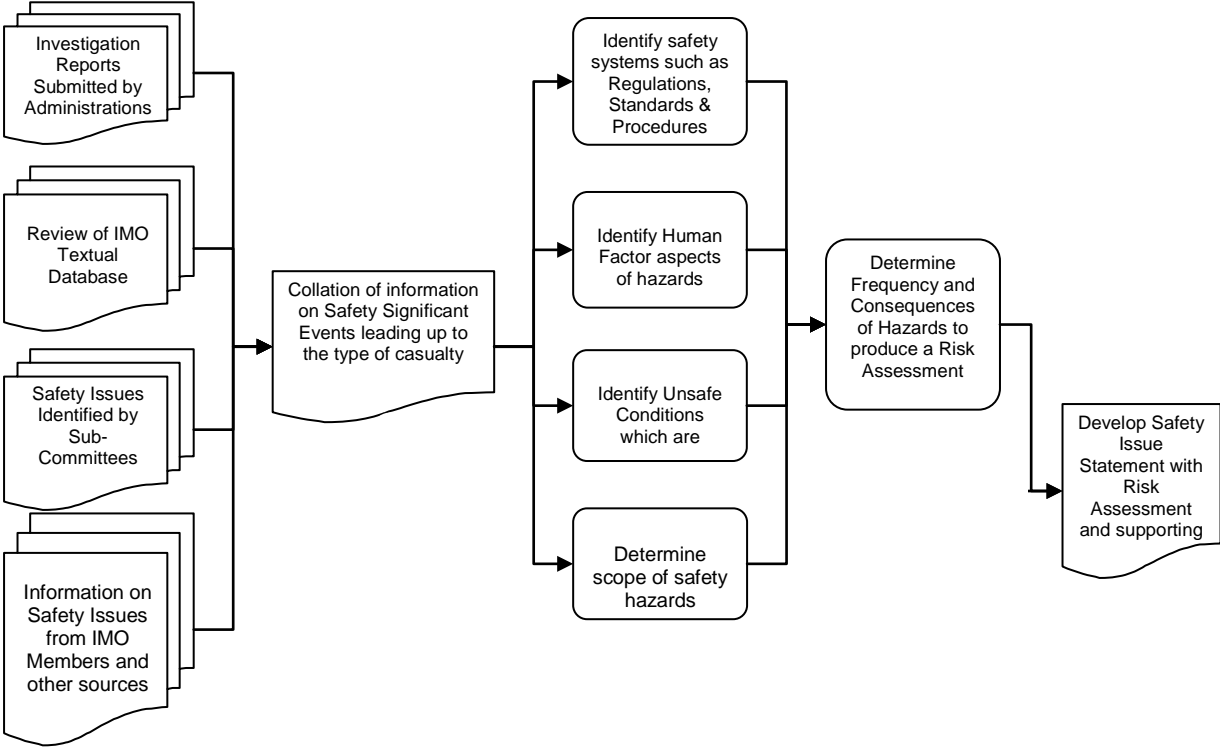 Investigation
Reports
Submitted by
Administrations
Review of IMO
Textual
Database
Safety Issues
Identified by
Sub-
Committees
Information on
Safety Issues
from IMO
Members and
other sources
Collation of information
on Safety Significant
Events leading up to
the type of casualty
Identify safety
systems such as
Regulations,
Standards &
Procedures
Identify Human
Factor aspects
of hazards
Identify Unsafe
Conditions
which are
Determine
scope of safety
hazards
Determine
Frequency and
Consequences
of Hazards to
produce a Risk
Assessment
Develop Safety
Issue
Statement with
Risk
Assessment
and supporting